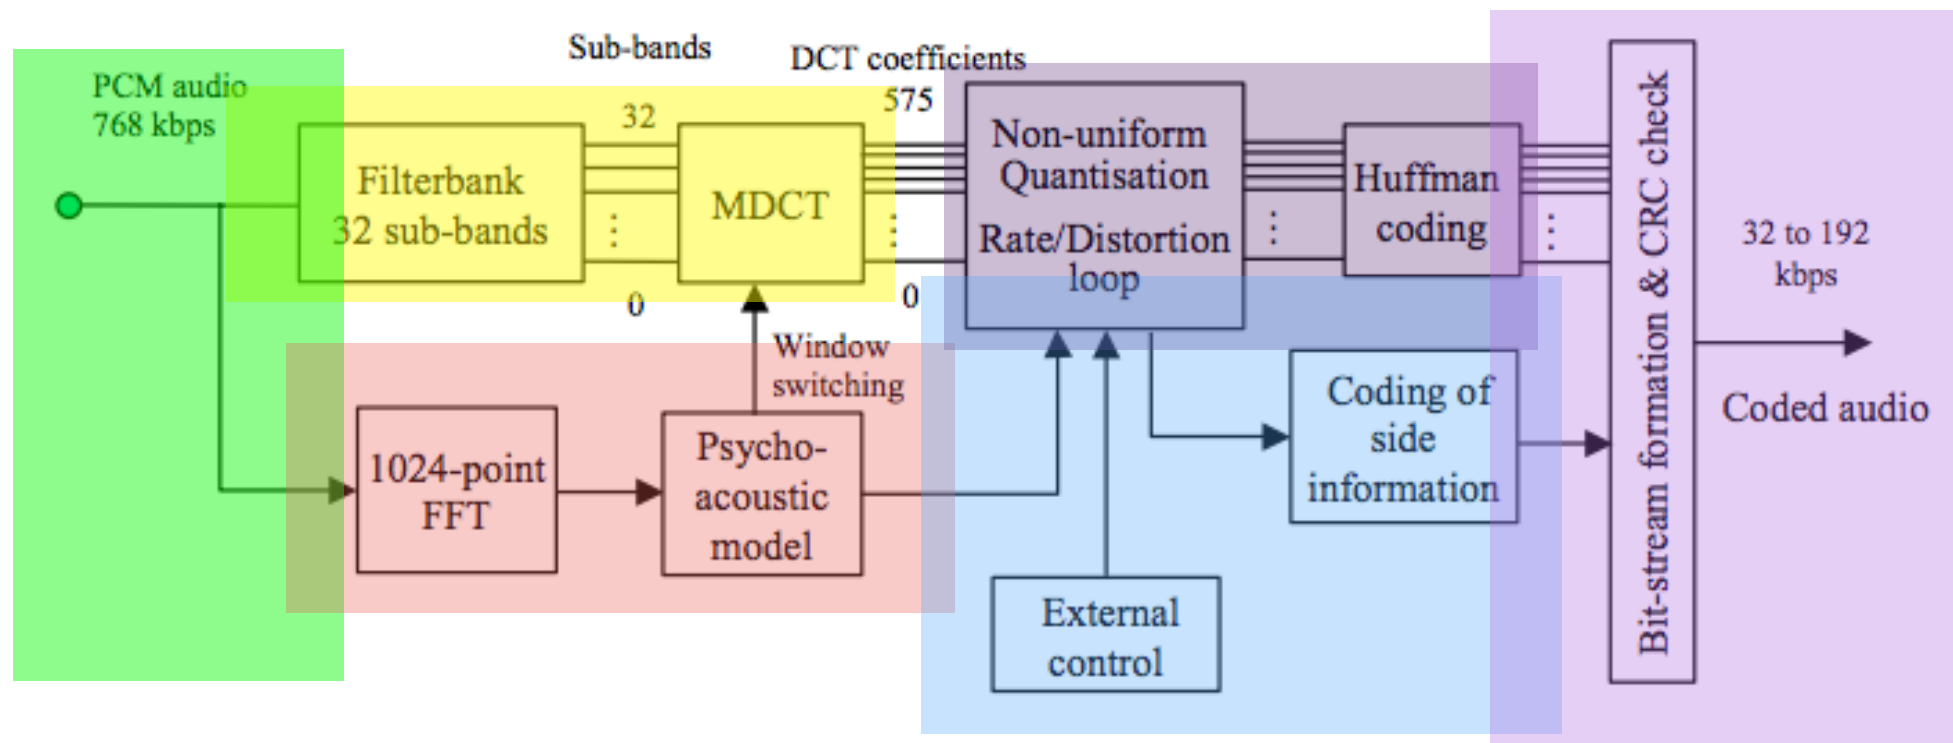 PCM audio
768 kbps
Sub-bands
32
0
DCT coefficients
575
0
Filterbank
32 sub-bands
MDCT
Non-uniform
Quantisation
Rate/Distortion
loop
Huffman
coding
Window
switching
1024-point
FFT
Psycho-
acoustic
model
External
control
Coding of
side
information
Bit-stream formation & CRC check
32 to 192
kbps
Coded audio